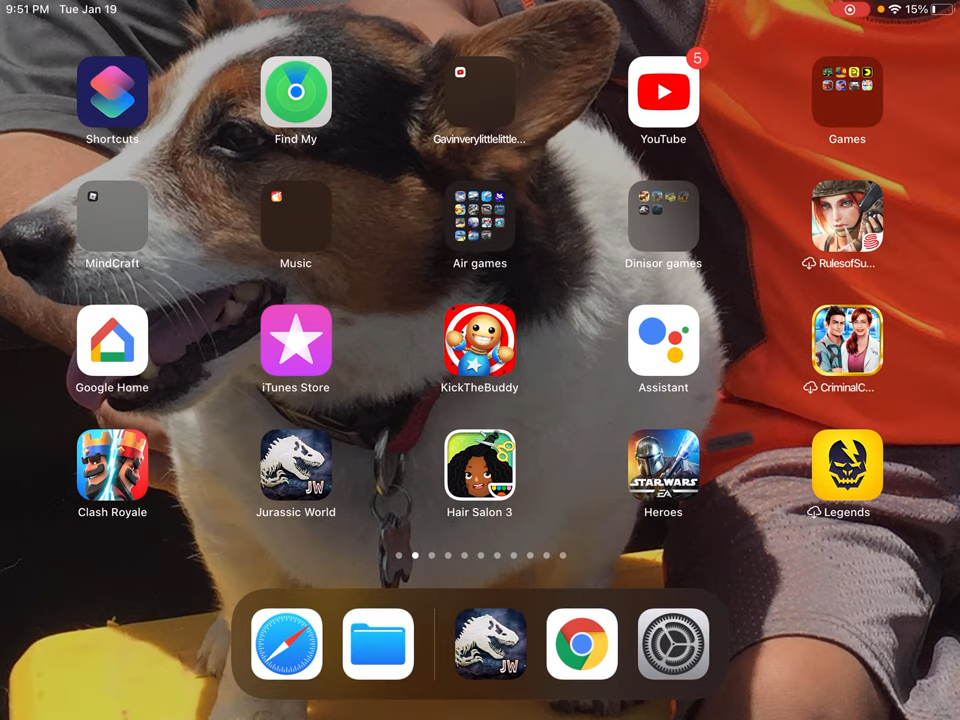 9:51 PM Tue Jan 19
15%
5
Shortcuts
Find My
Gavinverylittlelittle...
YouTube
Games
MindCraft
Music
Air games
Dinisor games
RulesofSu...
Google Home
iTunes Store
KickTheBuddy
Assistant
CriminalC...
JW
STAR WARS
EA
Clash Royale
Jurassic World
Hair Salon 3
Heroes
Legends
JW